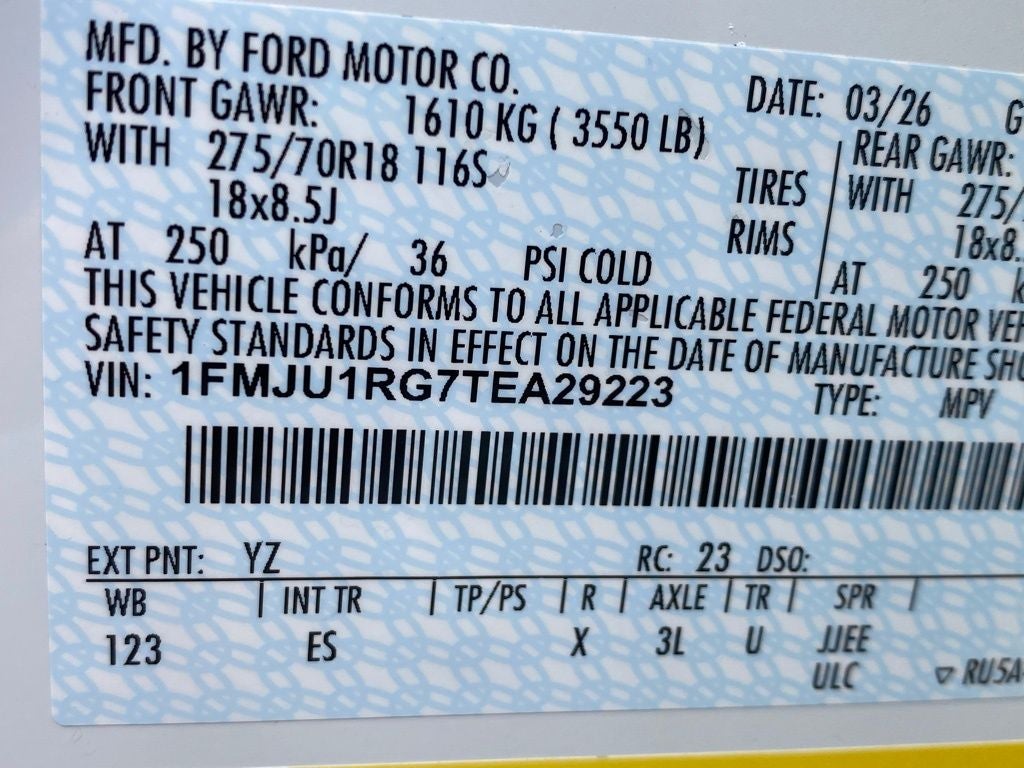 MFD. BY FORD MOTOR CO.
DATE: 03/26 G
FRONT GAWR: 1610 KG ( 3550 LB)
REAR GAWR:
WITH 275/70R18 116S TIRES WITH 275/
18x8.5J RIMS 18x8.
AT 250 kPa/ 36 PSI COLD AT 250 k
THIS VEHICLE CONFORMS TO ALL APPLICABLE FEDERAL MOTOR VEH
SAFETY STANDARDS IN EFFECT ON THE DATE OF MANUFACTURE SHO
VIN: 1FMJU1RG7TEA29223
TYPE: MPV
EXT PNT: YZ RC: 23 DSO:
WB | INT TR | TP/PS | R | AXLE | TR | SPR |
123 ES X 3L U JJEE
ULC ▽ RU5A-